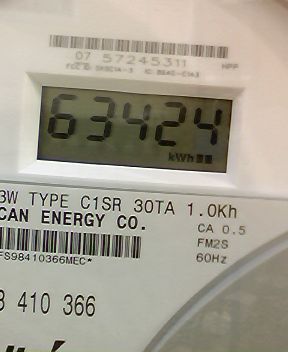 07 57245311
HPP
63424
kWh
3W TYPE C1SR 30TA 1.0Kh
CAN ENERGY CO.
CA 0.5
FM2S
60Hz
FS98410366MEC*
410 366